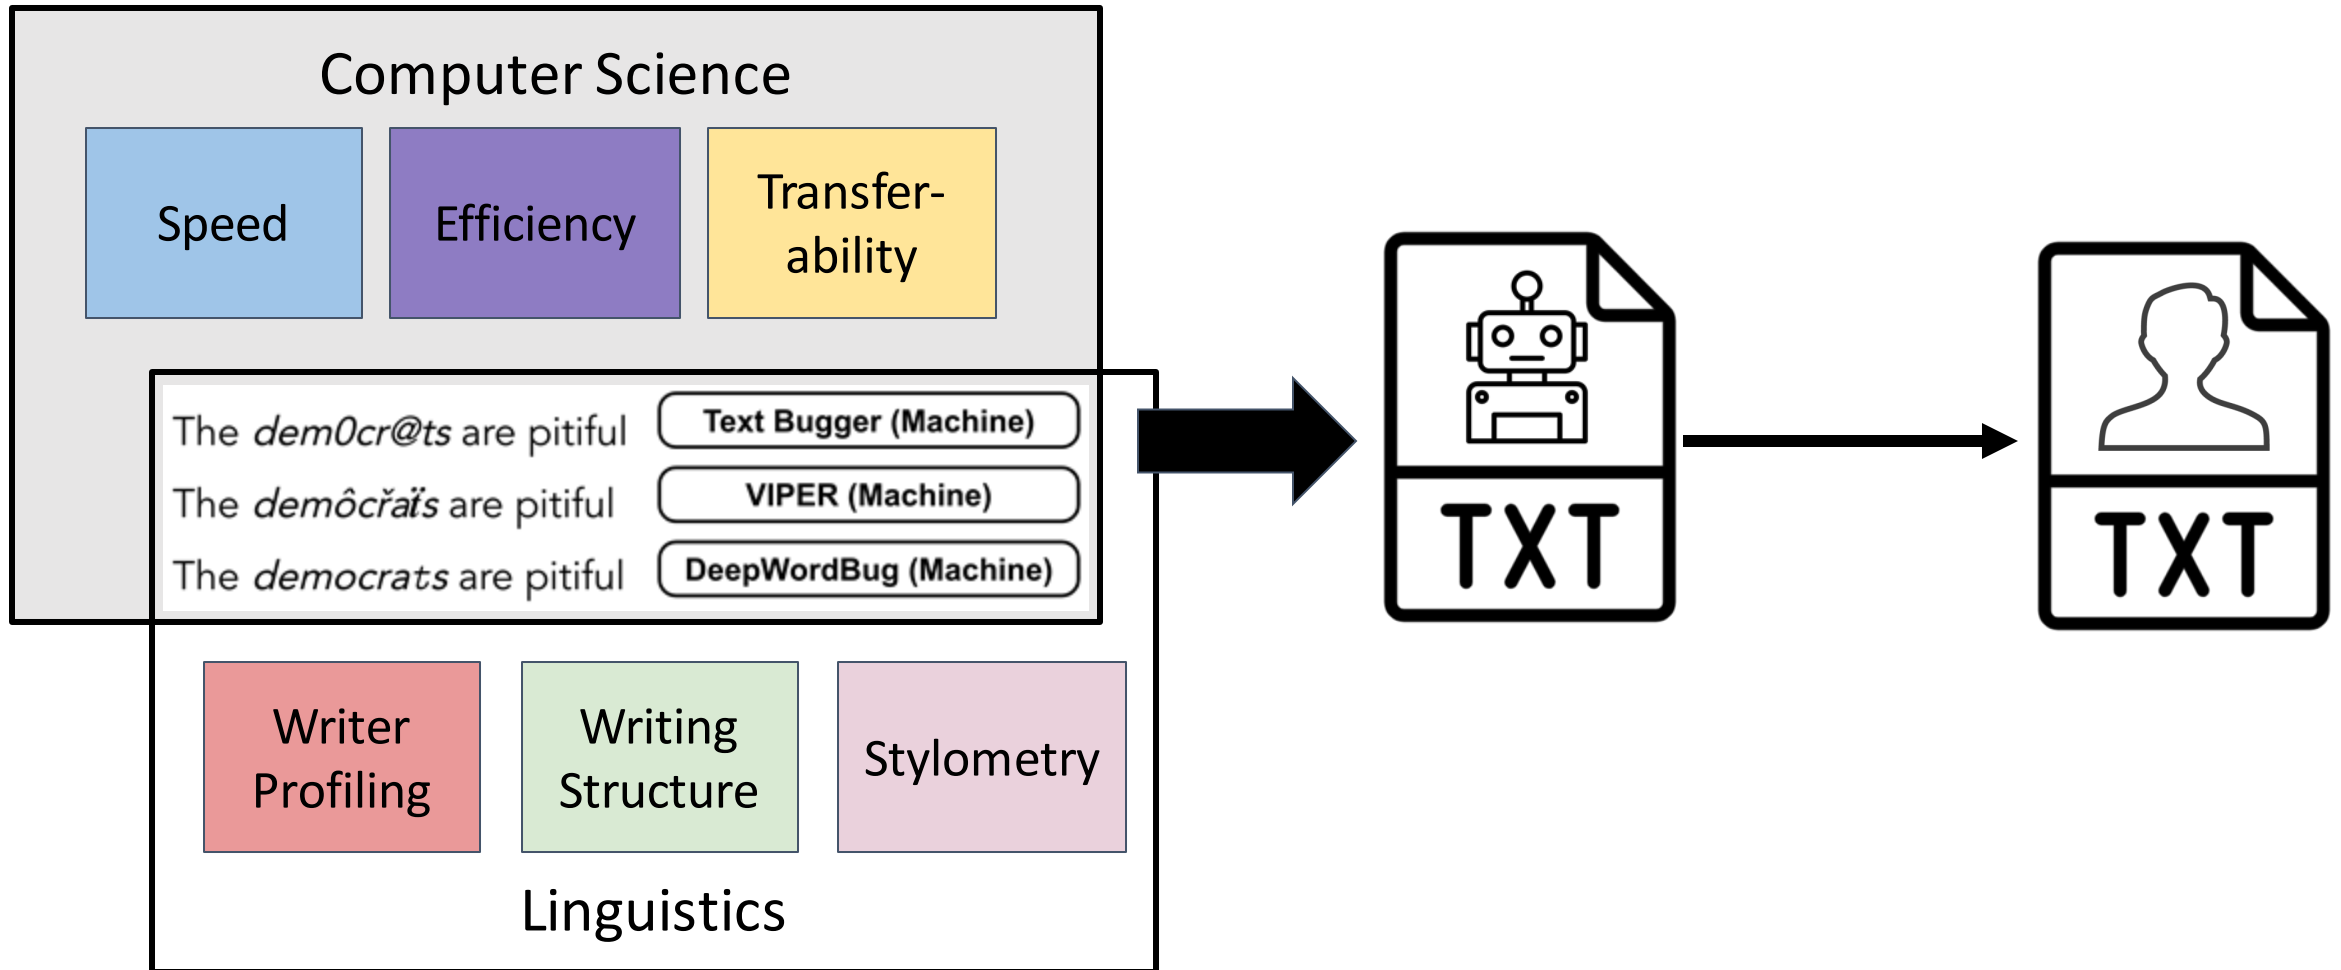 Computer Science
Speed
Efficiency
Transfer-
ability
The dem0cr@ts are pitiful
Text Bugger (Machine)
The demôcřaẗs are pitiful
VIPER (Machine)
The democrats are pitiful
DeepWordBug (Machine)
Writer
Profiling
Writing
Structure
Stylometry
Linguistics
TXT
TXT